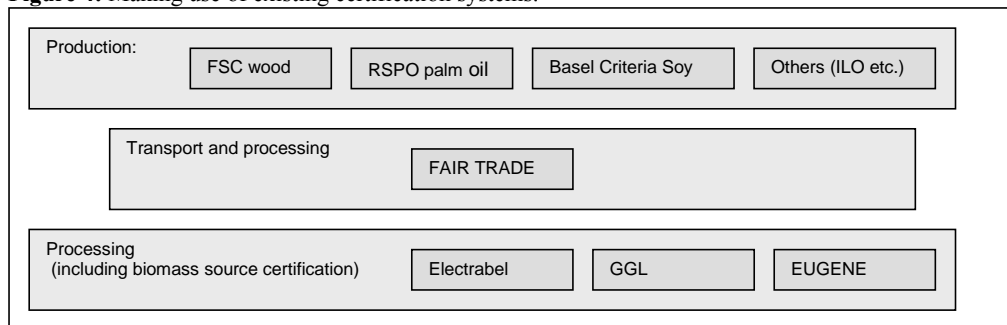 Figure 4: Making use of existing certification systems.
Production:
FSC wood
RSPO palm oil
Basel Criteria Soy
Others (ILO etc.)
Transport and processing
FAIR TRADE
Processing
(including biomass source certification)
Electrabel
GGL
EUGENE